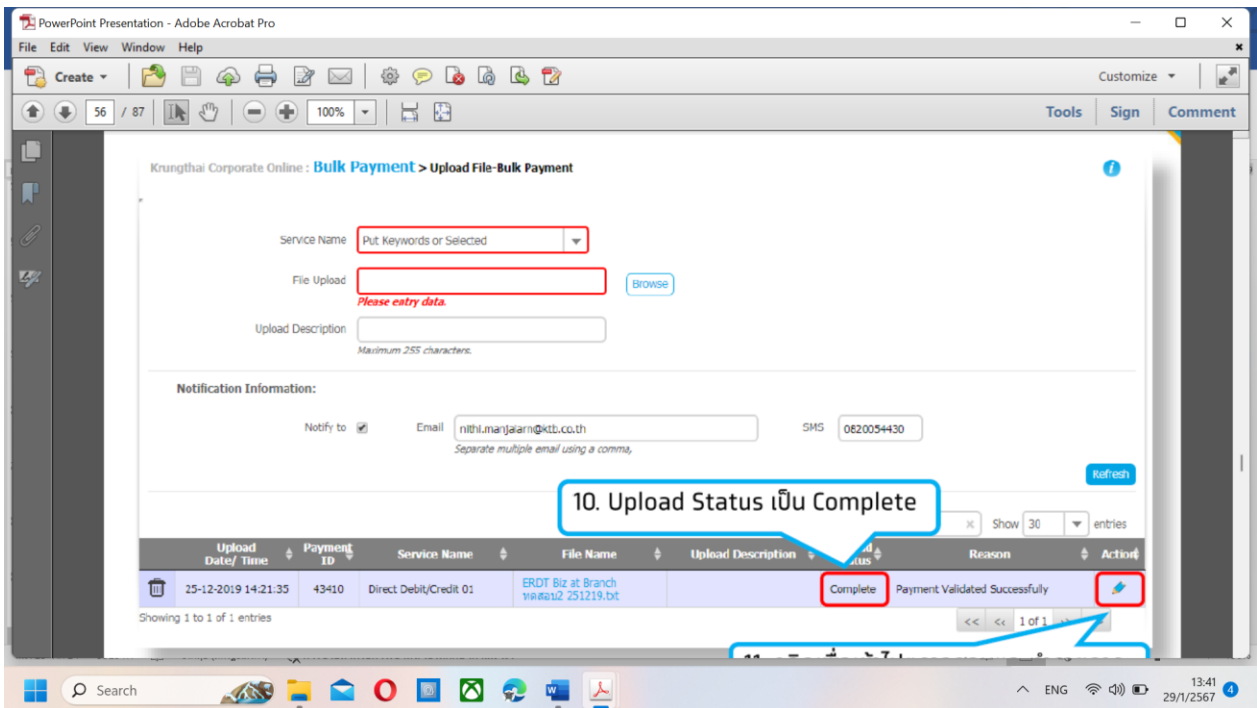 PowerPoint Presentation - Adobe Acrobat Pro
File Edit View Window Help
Create Customize
56 / 87 100% Tools Sign Comment
Krungthai Corporate Online : Bulk Payment > Upload File-Bulk Payment
Service Name Put Keywords or Selected
File Upload Browse
Please entry data.
Upload Description
Maximum 255 characters.
Notification Information:
Notify to Email nithi.manjaiarn@ktb.co.th SMS 0820054430
Separate multiple email using a comma,
Refresh
10. Upload Status เป็น Complete
Show 30 entries
Upload Date/ Time Payment ID Service Name File Name Upload Description Reason Action
25-12-2019 14:21:35 43410 Direct Debit/Credit 01 ERDT Biz at Branch Complete Payment Validated Successfully
ทดสอบ2 251219.txt
Showing 1 to 1 of 1 entries << << 1 of 1
Search ENG 13:41
29/1/2567 4